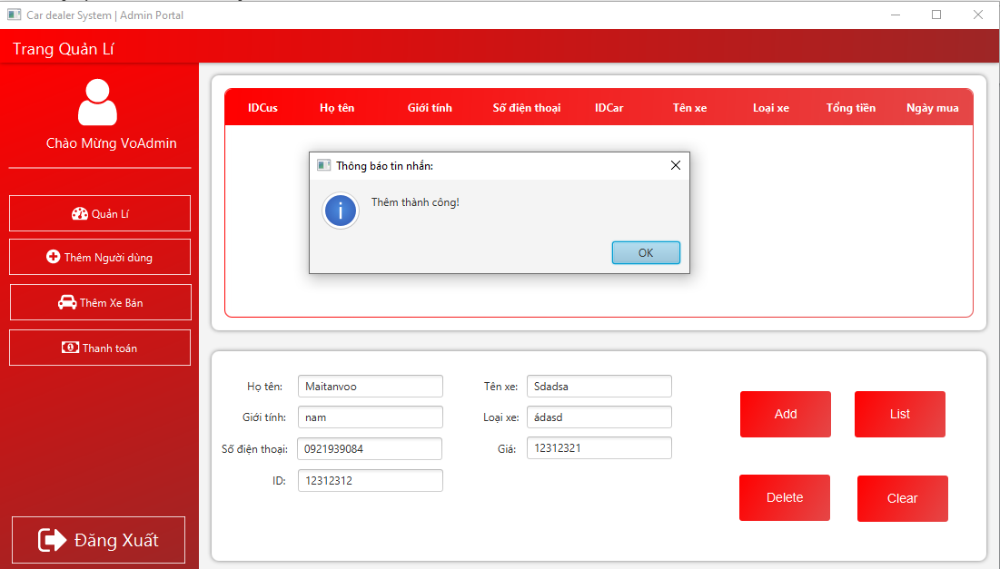 Car dealer System | Admin Portal
Trang Quản Lí
Chào Mừng VoAdmin
Quản Lí
Thêm Người dùng
Thêm Xe Bán
Thanh toán
Đăng Xuất
IDCus Họ tên Giới tính Số điện thoại IDCar Tên xe Loại xe Tổng tiền Ngày mua
Thông báo tin nhắn:
Thêm thành công!
OK
Họ tên: Maitanvoo Tên xe: Sdadsa
Giới tính: nam Loại xe: ádasd
Số điện thoại: 0921939084 Giá: 12312321
ID: 12312312
Add List
Delete Clear